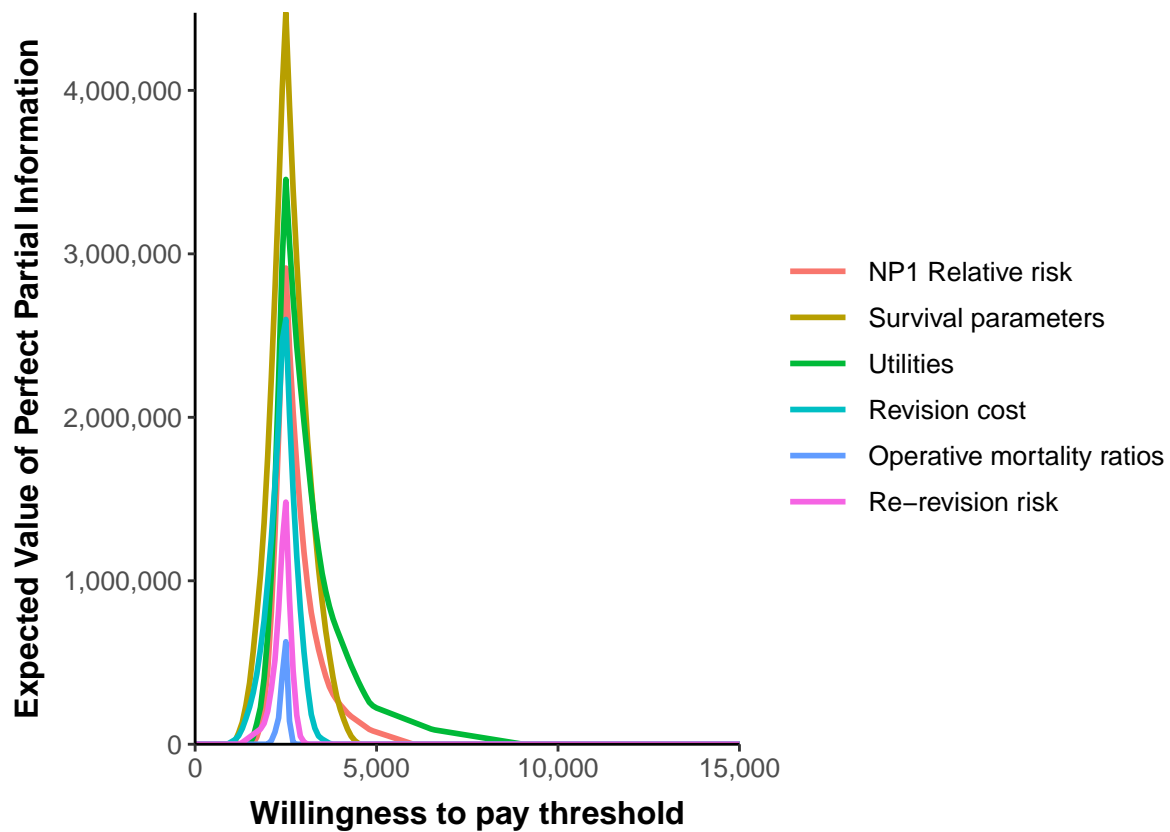 Expected Value of Perfect Partial Information
4,000,000
3,000,000
2,000,000
1,000,000
0
0
5,000
10,000
15,000
Willingness to pay threshold
NP1 Relative risk
Survival parameters
Utilities
Revision cost
Operative mortality ratios
Re−revision risk